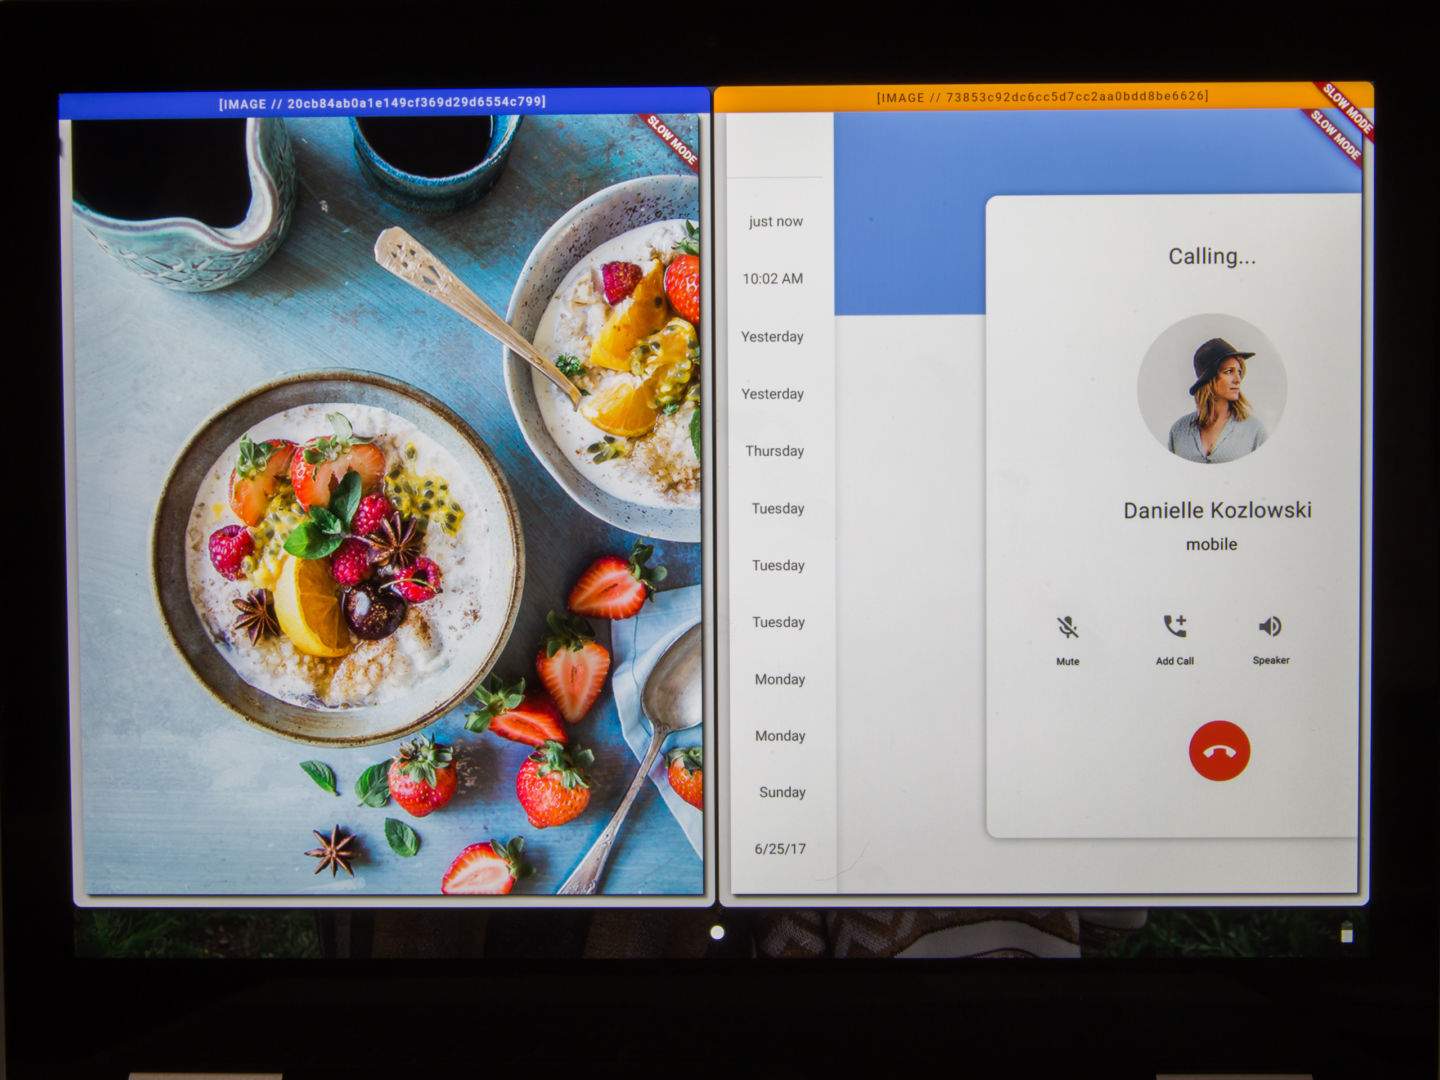 [IMAGE // 20cb84ab0a1e149cf369d29d6554c799]
SLOW MODE
[IMAGE // 73853c92dc6cc5d7cc2aa0bdd8be6626]
SLOW MODE
SLOW MODE
just now
10:02 AM
Yesterday
Yesterday
Thursday
Tuesday
Tuesday
Tuesday
Monday
Monday
Sunday
6/25/17
Calling...
Danielle Kozlowski
mobile
Mute
Add Call
Speaker